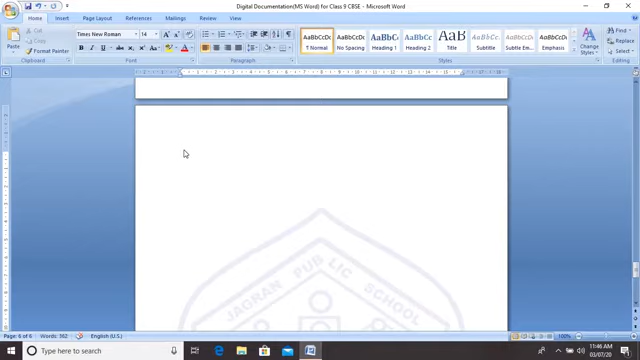 Digital Documentation(MS Word) for Class 9 CBSE - Microsoft Word
Home Insert Page Layout References Mailings Review View
Paste
Cut
Copy
Format Painter
Clipboard
Times New Roman 14
Font
Paragraph
AaBbCcDc AaBbCcDc AaBbC AaBbCc AaB AaBbCc. AaBbCcDc AaBbCcDc
¶ Normal No Spacing Heading 1 Heading 2 Title Subtitle Subtle Em... Emphasis
Styles
Change Styles
Find
Replace
Select
Editing
JAGRAN PUBLIC SCHOOL
Page: 6 of 6 Words: 362 English (U.S.) 100%
Type here to search
11:46 AM
03/07/20